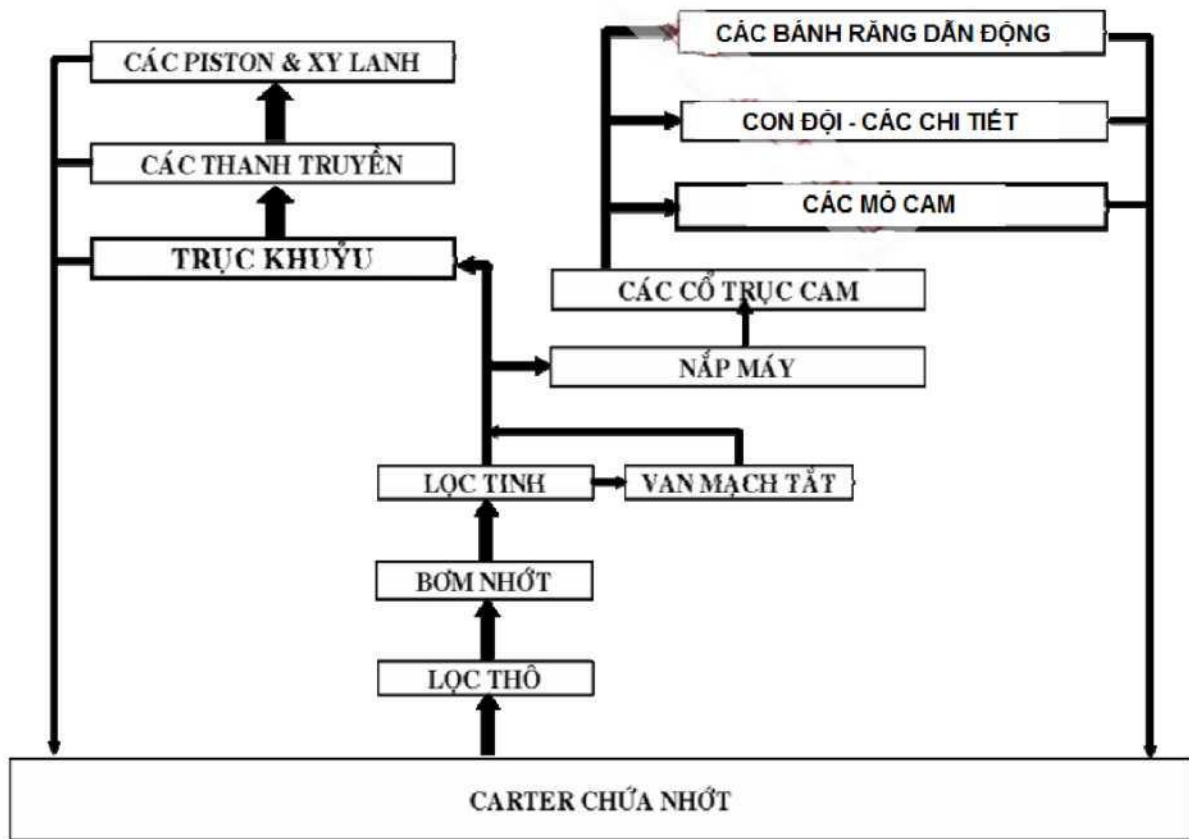 CÁC BÁNH RĂNG DẪN ĐỘNG
CÁC PISTON & XY LANH
CON ĐỘI - CÁC CHI TIẾT
CÁC THANH TRUYỀN
CÁC MỎ CAM
TRỤC KHUỶU
CÁC CỔ TRỤC CAM
NẮP MÁY
LỌC TINH
VAN MẠCH TẮT
BƠM NHỚT
LỌC THÔ
CARTER CHỨA NHỚT